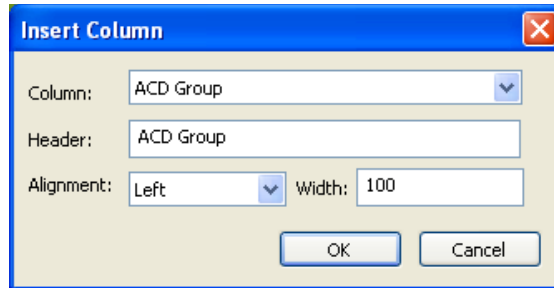 Insert Column
Column: ACD Group
Header: ACD Group
Alignment: Left Width: 100
OK Cancel